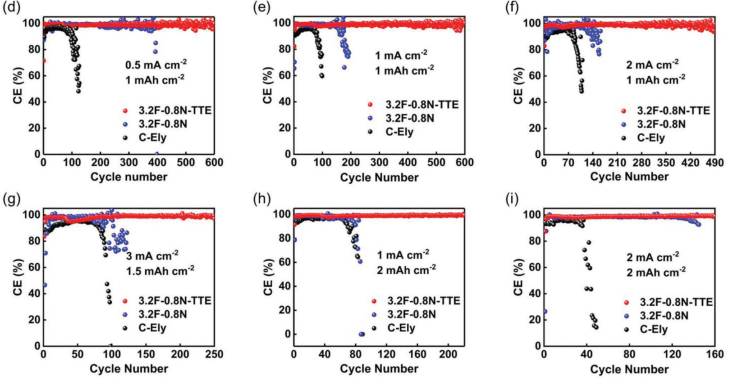 (d)
CE (%)
100
80
60
40
20
0
0.5 mA cm-2
1 mAh cm-2
3.2F-0.8N-TTE
3.2F-0.8N
C-Ely
0 100 200 300 400 500 600
Cycle number
(e)
CE (%)
100
80
60
40
20
0
1 mA cm-2
1 mAh cm-2
3.2F-0.8N-TTE
3.2F-0.8N
C-Ely
0 100 200 300 400 500 600
Cycle Number
(f)
CE (%)
100
80
60
40
20
0
2 mA cm-2
1 mAh cm-2
3.2F-0.8N-TTE
3.2F-0.8N
C-Ely
0 70 140 210 280 350 420 490
Cycle Number
(g)
CE (%)
100
80
60
40
20
0
3 mA cm-2
1.5 mAh cm-2
3.2F-0.8N-TTE
3.2F-0.8N
C-Ely
0 50 100 150 200 250
Cycle Number
(h)
CE (%)
100
80
60
40
20
0
1 mA cm-2
2 mAh cm-2
3.2F-0.8N-TTE
3.2F-0.8N
C-Ely
0 40 80 120 160 200
Cycle Number
(i)
CE (%)
100
80
60
40
20
0
2 mA cm-2
2 mAh cm-2
3.2F-0.8N-TTE
3.2F-0.8N
C-Ely
0 40 80 120 160
Cycle Number